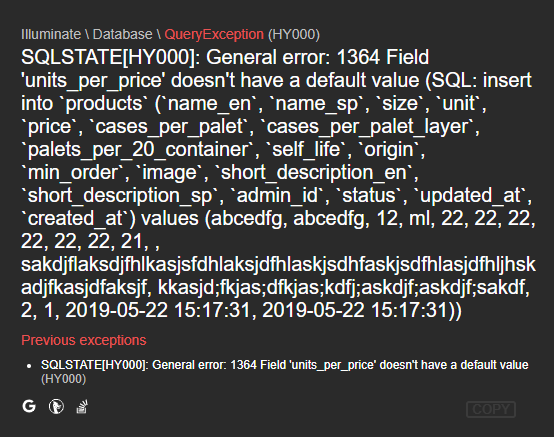 Illuminate \ Database \ QueryException (HY000)
SQLSTATE[HY000]: General error: 1364 Field
'units_per_price' doesn't have a default value (SQL: insert
into `products` (`name_en`, `name_sp`, `size`, `unit`,
`price`, `cases_per_palet`, `cases_per_palet_layer`,
`palets_per_20_container`, `self_life`, `origin`,
`min_order`, `image`, `short_description_en`,
`short_description_sp`, `admin_id`, `status`, `updated_at`,
`created_at`) values (abcedfg, abcedfg, 12, ml, 22, 22, 22,
22, 22, 22, 21, ,
sakdjflaksdjfhlkasjsfdhlaksjdfhlaskjsdhfaskjsdfhlasjdfhljhsk
adjfkasjdfaksjf, kkasjd;fkjas;dfkjas;kdfj;askdjf;askdjf;sakdf,
2, 1, 2019-05-22 15:17:31, 2019-05-22 15:17:31))
Previous exceptions
• SQLSTATE[HY000]: General error: 1364 Field 'units_per_price' doesn't have a default value
(HY000)
G
COPY